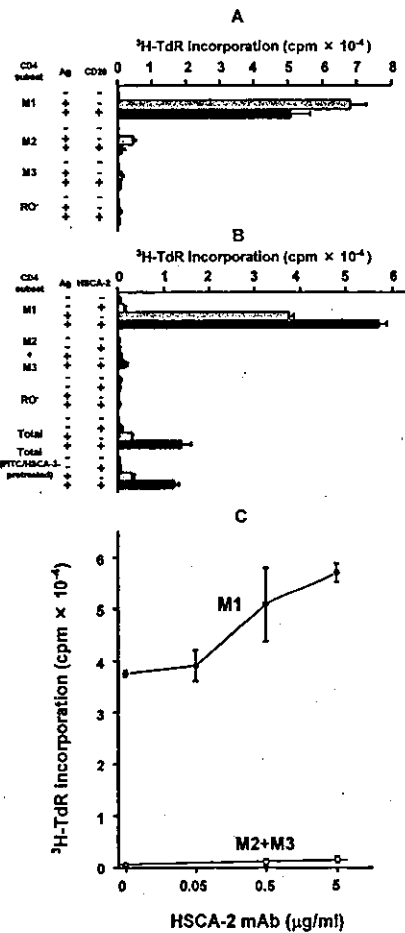 A
³H-TdR Incorporation (cpm × 10⁻⁴)
CD4 subset Ag CD28
0 1 2 3 4 5 6 7 8
M1
M2
M3
RO⁻
B
³H-TdR Incorporation (cpm × 10⁻⁴)
CD4 subset Ag HSCA-2
0 1 2 3 4 5 6
M1
M2
+
M3
RO⁻
Total
Total
(FITC/HSCA-2-
pretreated)
C
³H-TdR incorporation (cpm × 10⁻⁴)
6
5
4
3
2
1
0
M1
M2+M3
0 0.05 0.5 5
HSCA-2 mAb (μg/ml)